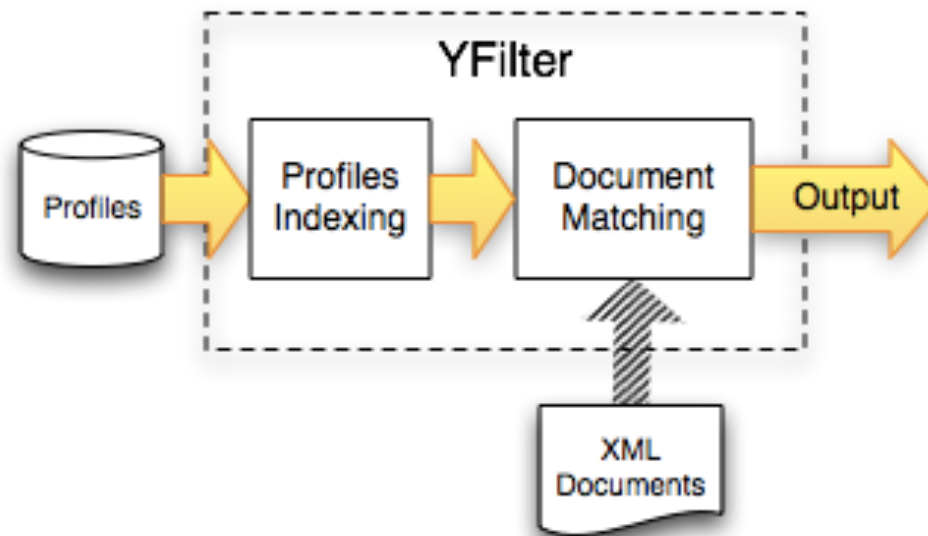 YFilter
Profiles
Profiles
Indexing
Document
Matching
Output
XML
Documents